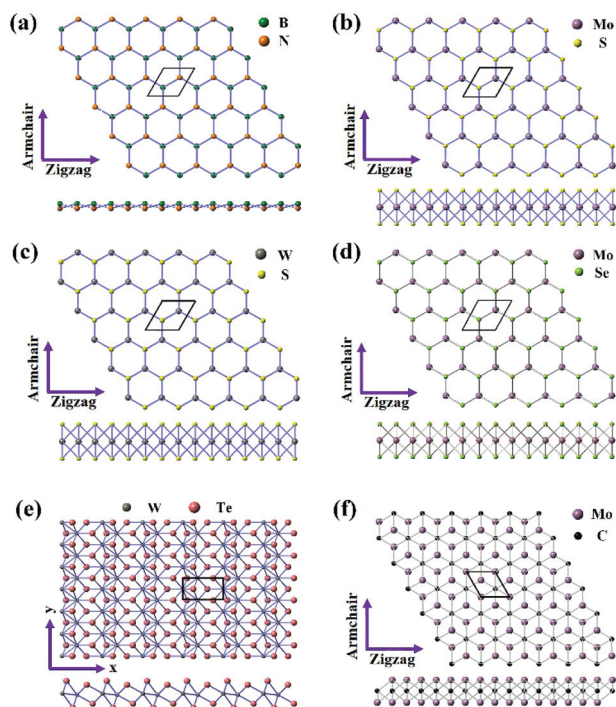 (a)
B
N
Armchair
Zigzag
(b)
Mo
S
Armchair
Zigzag
(c)
W
S
Armchair
Zigzag
(d)
Mo
Se
Armchair
Zigzag
(e)
W
Te
y
x
(f)
Mo
C
Armchair
Zigzag